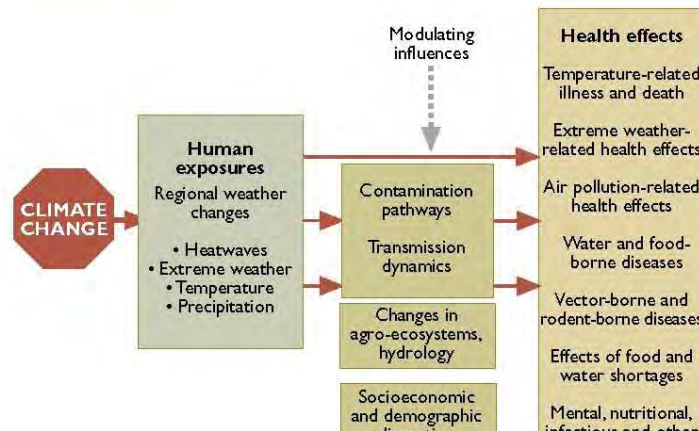 Modulating
influences
CLIMATE
CHANGE
Human
exposures
Regional weather
changes
• Heatwaves
• Extreme weather
• Temperature
• Precipitation
Contamination
pathways
Transmission
dynamics
Changes in
agro-ecosystems,
hydrology
Socioeconomic
and demographic
Health effects
Temperature-related
illness and death
Extreme weather-
related health effects
Air pollution-related
health effects
Water and food-
borne diseases
Vector-borne and
rodent-borne diseases
Effects of food and
water shortages
Mental, nutritional,
infectious and other